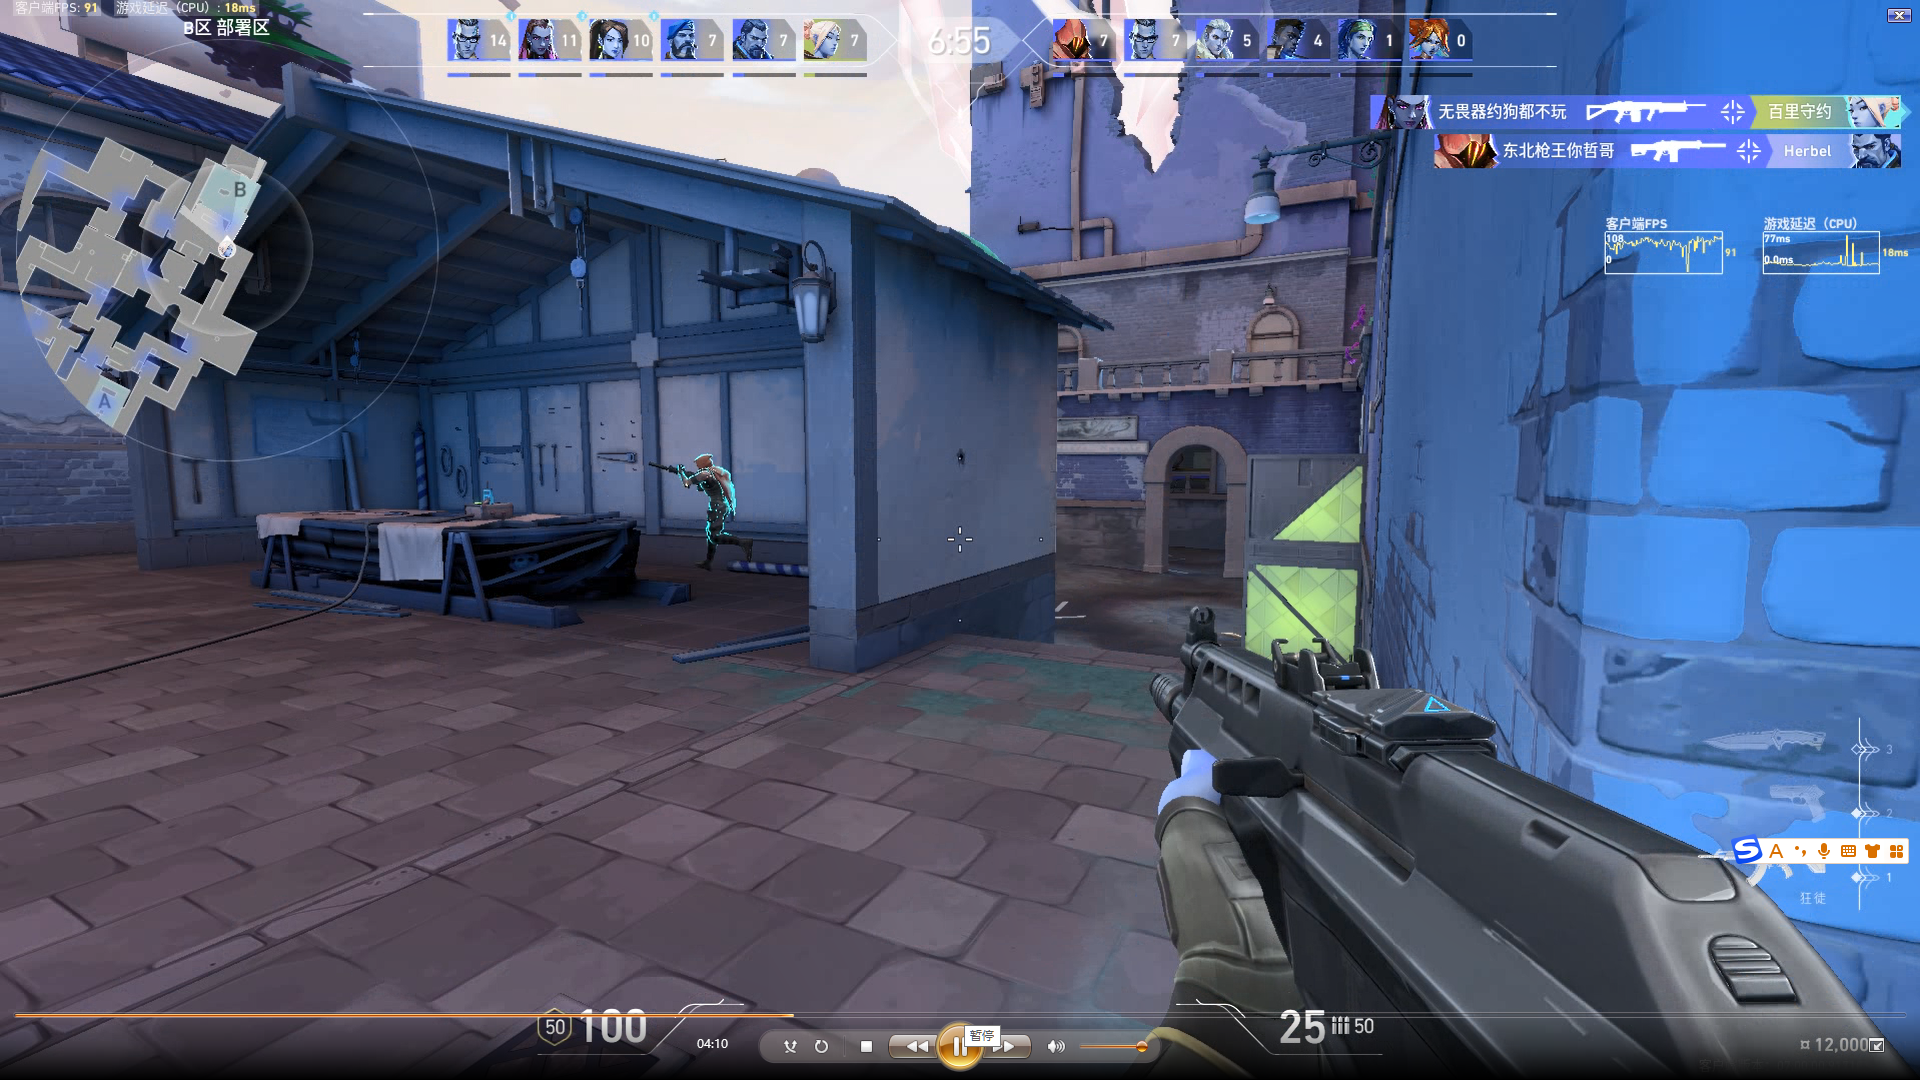 客户端FPS: 91 游戏延迟（CPU）: 18ms
B区 部署区
14 11 10 7 7 7
6:55
7 7 5 4 1 0
无畏器约狗都不玩 百里守约
东北枪王你哲哥 Herbel
客户端FPS 游戏延迟（CPU）
108 91 77ms 18ms
0 0.0ms
B
A
3
2
A
1
狂徒
50 100
25 50
04:10
暂停
¤ 12,000